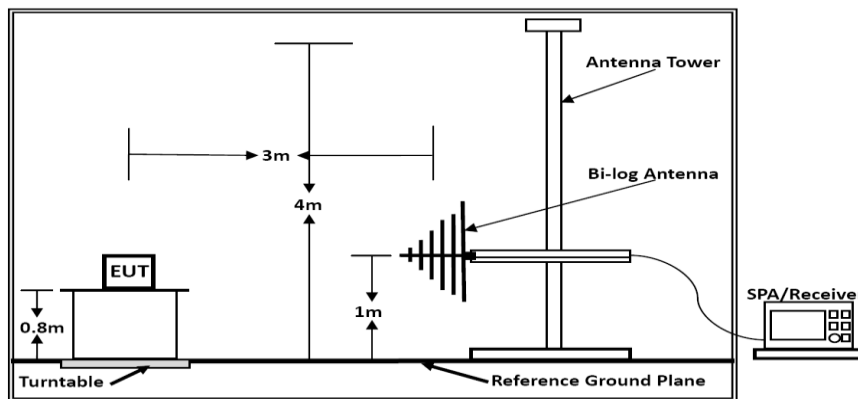 Antenna Tower
3m
Bi-log Antenna
4m
EUT
SPA/Receive
0.8m
1m
Turntable
Reference Ground Plane